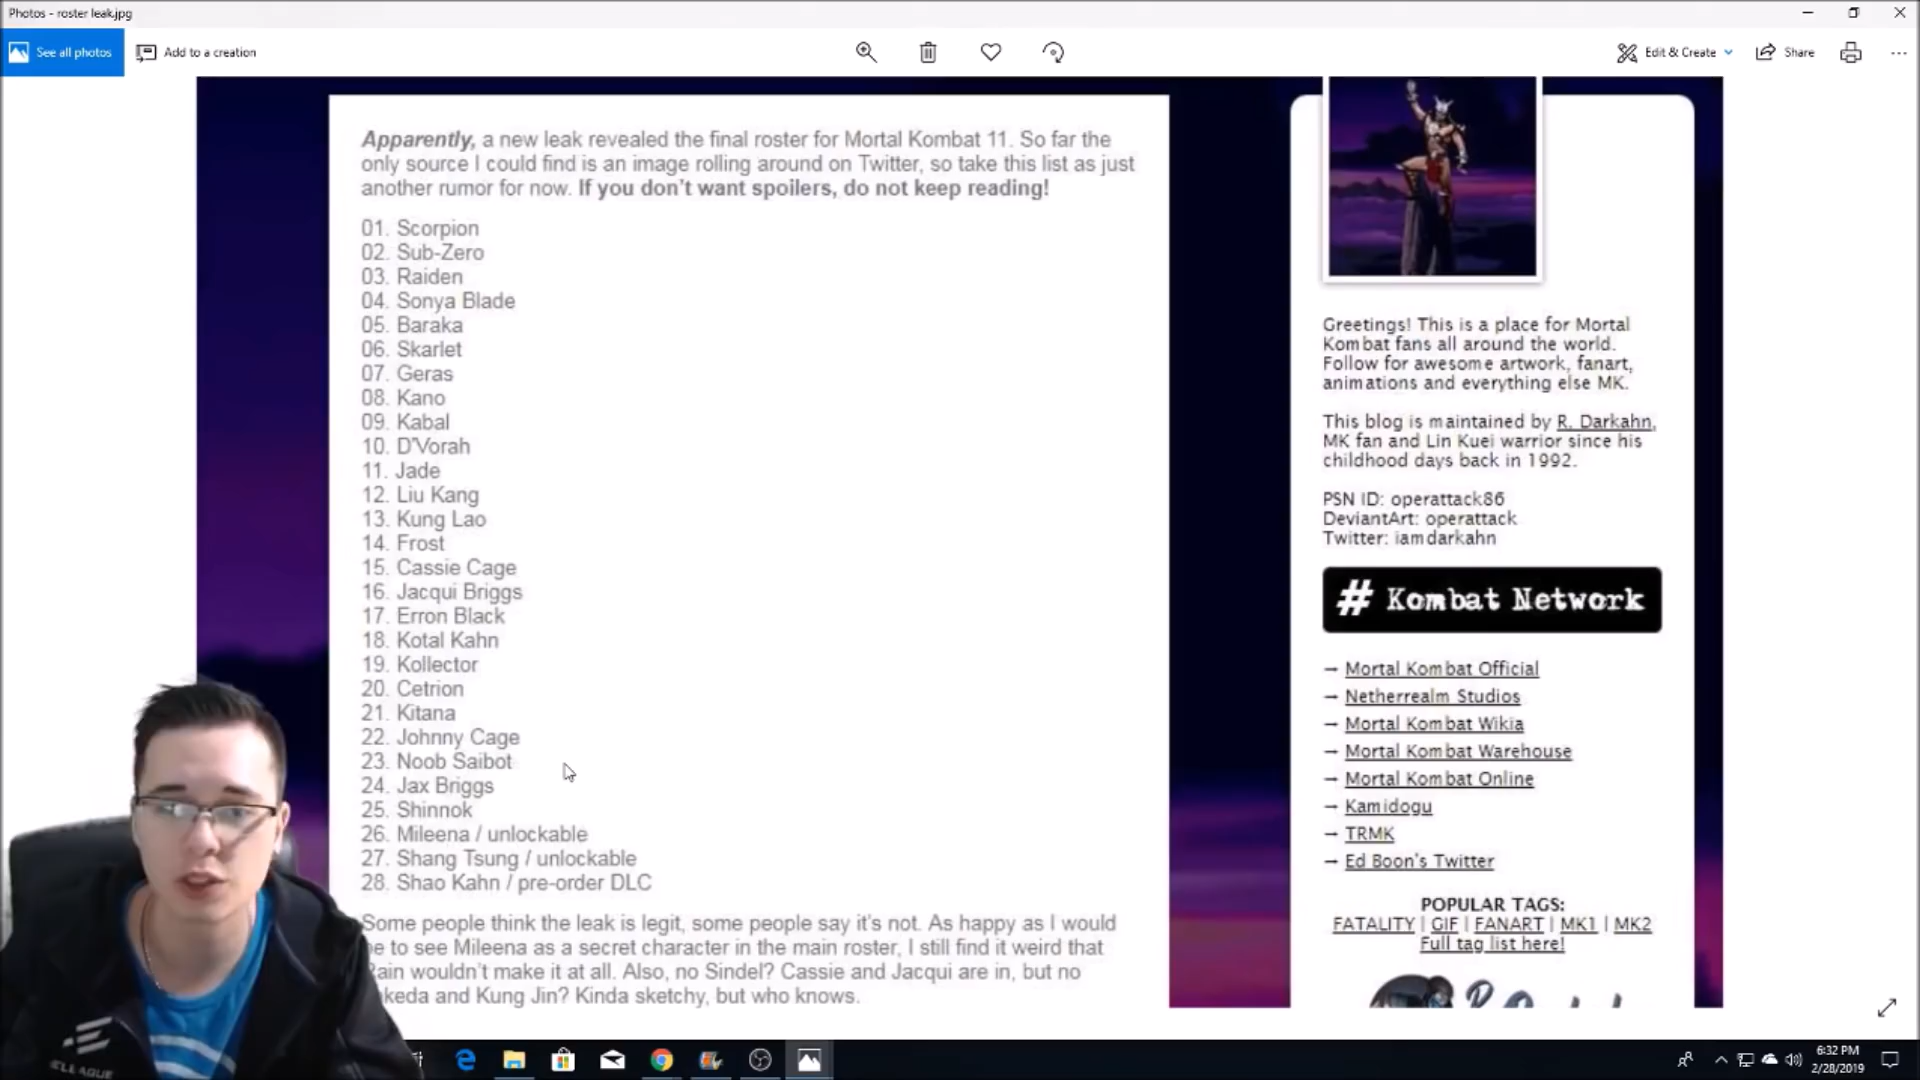 Photos - roster leak.jpg
See all photos
Add to a creation
Edit & Create
Share
Apparently, a new leak revealed the final roster for Mortal Kombat 11. So far the
only source I could find is an image rolling around on Twitter, so take this list as just
another rumor for now. If you don't want spoilers, do not keep reading!
01. Scorpion
02. Sub-Zero
03. Raiden
04. Sonya Blade
05. Baraka
06. Skarlet
07. Geras
08. Kano
09. Kabal
10. D'Vorah
11. Jade
12. Liu Kang
13. Kung Lao
14. Frost
15. Cassie Cage
16. Jacqui Briggs
17. Erron Black
18. Kotal Kahn
19. Kollector
20. Cetrion
21. Kitana
22. Johnny Cage
23. Noob Saibot
24. Jax Briggs
25. Shinnok
26. Mileena / unlockable
27. Shang Tsung / unlockable
28. Shao Kahn / pre-order DLC
Some people think the leak is legit, some people say it's not. As happy as I would
to see Mileena as a secret character in the main roster, I still find it weird that
wouldn't make it at all. Also, no Sindel? Cassie and Jacqui are in, but no
and Kung Jin? Kinda sketchy, but who knows.
Greetings! This is a place for Mortal
Kombat fans all around the world.
Follow for awesome artwork, fanart,
animations and everything else MK.
This blog is maintained by R. Darkahn,
MK fan and Lin Kuei warrior since his
childhood days back in 1992.
PSN ID: operattack86
DeviantArt: operattack
Twitter: iamdarkahn
# Kombat Network
→ Mortal Kombat Official
→ Netherrealm Studios
→ Mortal Kombat Wikia
→ Mortal Kombat Warehouse
→ Mortal Kombat Online
→ Kamidogu
→ TRMK
→ Ed Boon's Twitter
POPULAR TAGS:
FATALITY | GIF | FANART | MK1 | MK2
Full tag list here!
ELEAGUE
6:32 PM
2/28/2019